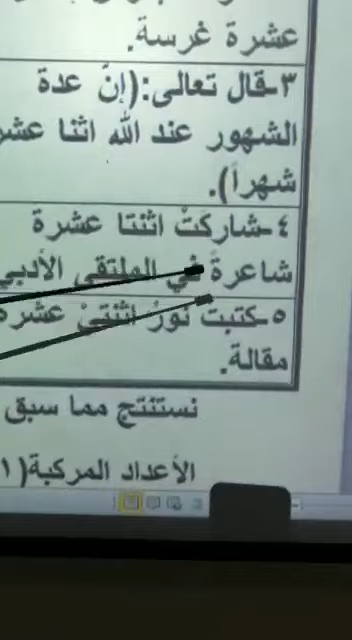 عشرة غرسة.
٣-قال تعالى:(إنّ عدة
الشهور عند الله اثنا عشر
شهراً).
٤-شاركتْ اثنتا عشرة
شاعرةً في الملتقى الأدبي
٥-كتبت نورُ اثنتيْ عشرة
مقالة.
نستنتج مما سبق
الأعداد المركبة(١